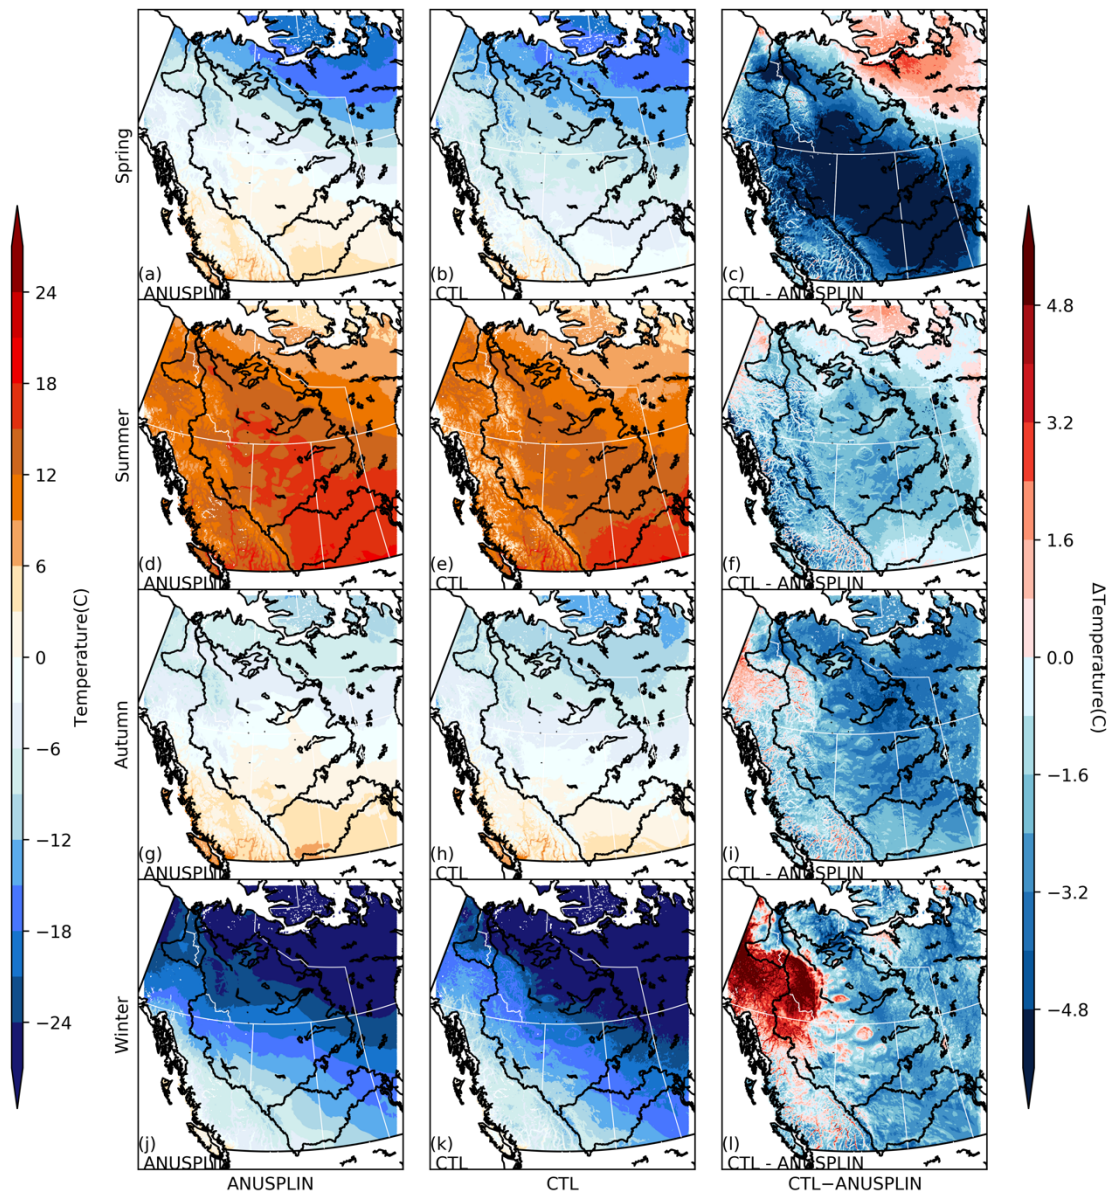 Spring
(a)
ANUSPLIN
(b)
CTL
(c)
CTL - ANUSPLIN
Summer
(d)
ANUSPLIN
(e)
CTL
(f)
CTL - ANUSPLIN
Autumn
(g)
ANUSPLIN
(h)
CTL
(i)
CTL - ANUSPLIN
Winter
(j)
ANUSPLIN
(k)
CTL
(l)
CTL - ANUSPLIN
ANUSPLIN
CTL
CTL−ANUSPLIN
24
18
12
6
0
−6
−12
−18
−24
Temperature(C)
4.8
3.2
1.6
0.0
−1.6
−3.2
−4.8
ΔTemperature(C)